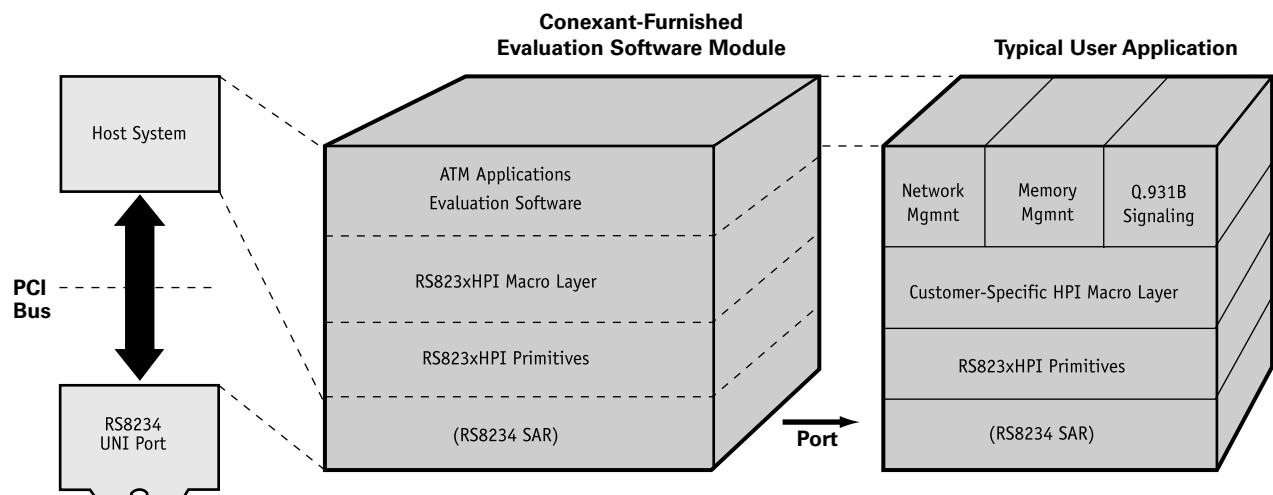 Conexant-Furnished
Evaluation Software Module
Typical User Application
Host System
PCI
Bus
RS8234
UNI Port
ATM Applications
Evaluation Software
RS823xHPI Macro Layer
RS823xHPI Primitives
(RS8234 SAR)
Port
Network
Mgmnt
Memory
Mgmnt
Q.931B
Signaling
Customer-Specific HPI Macro Layer
RS823xHPI Primitives
(RS8234 SAR)